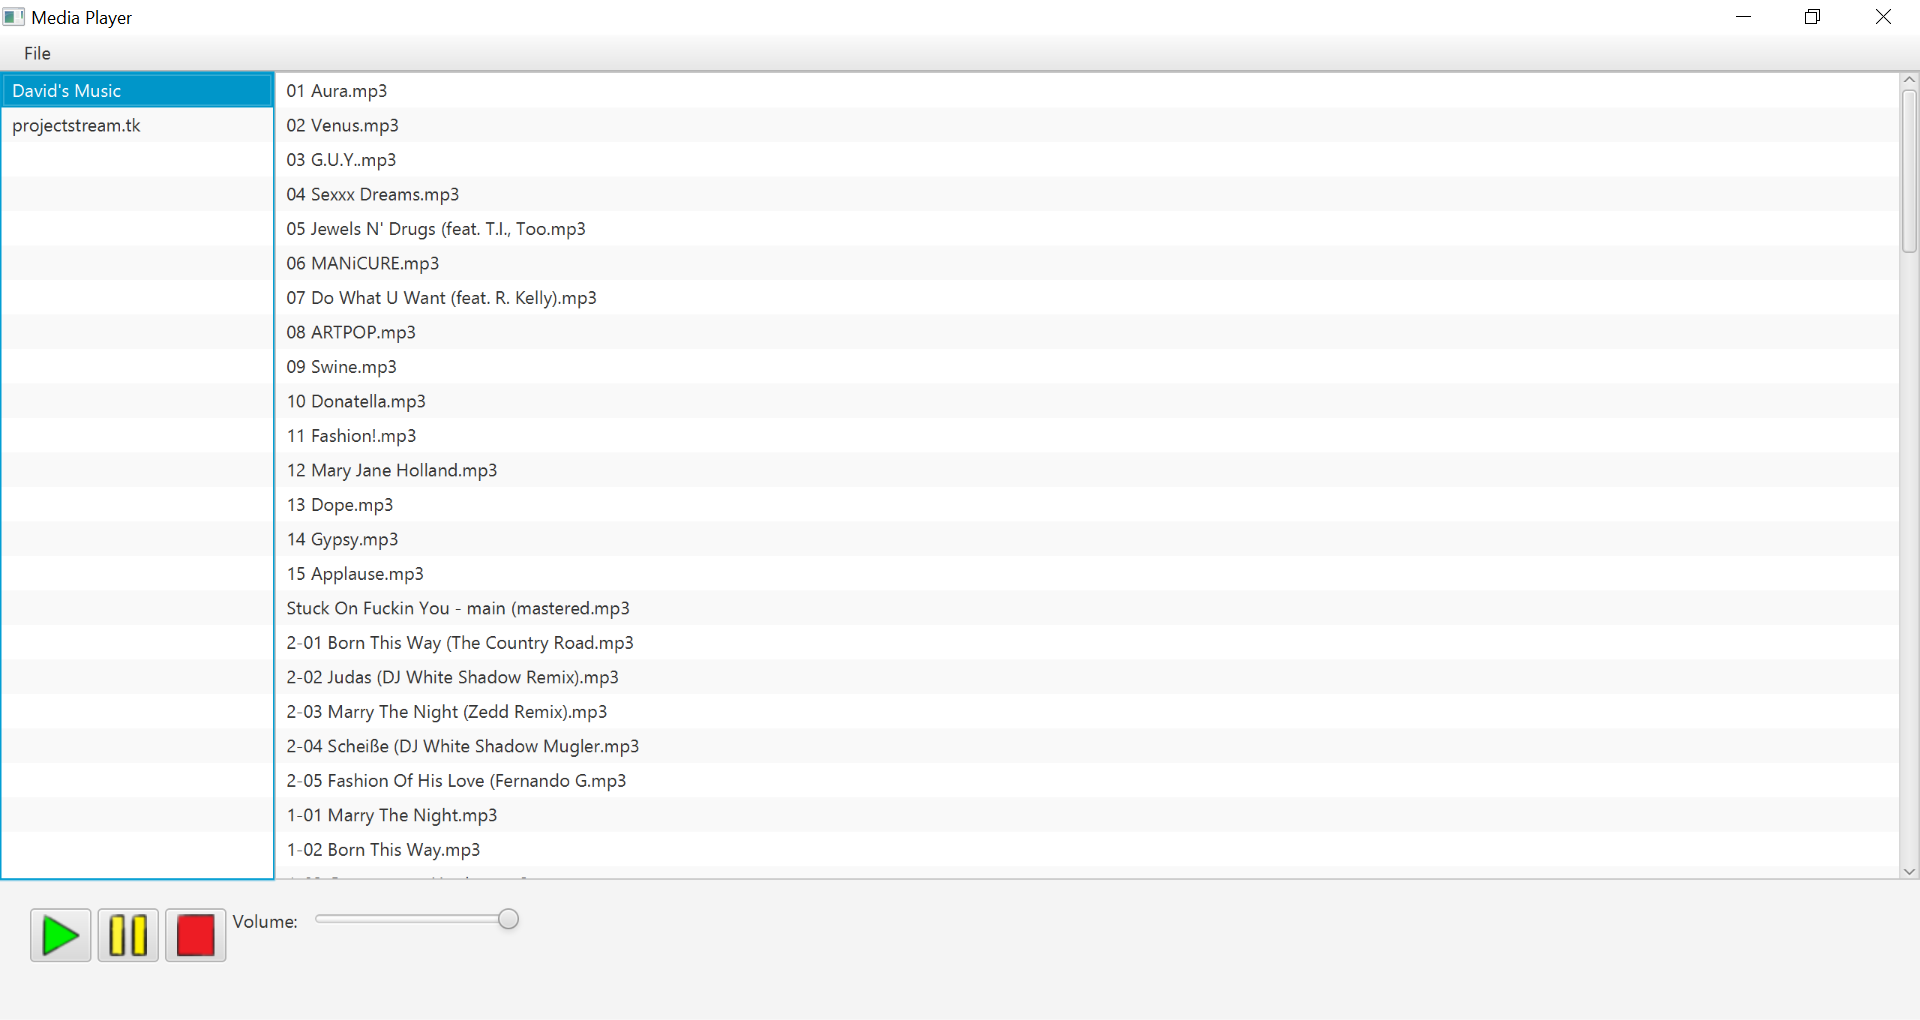 Media Player
File
David's Music
projectstream.tk
01 Aura.mp3
02 Venus.mp3
03 G.U.Y..mp3
04 Sexxx Dreams.mp3
05 Jewels N' Drugs (feat. T.I., Too.mp3
06 MANiCURE.mp3
07 Do What U Want (feat. R. Kelly).mp3
08 ARTPOP.mp3
09 Swine.mp3
10 Donatella.mp3
11 Fashion!.mp3
12 Mary Jane Holland.mp3
13 Dope.mp3
14 Gypsy.mp3
15 Applause.mp3
Stuck On Fuckin You - main (mastered.mp3
2-01 Born This Way (The Country Road.mp3
2-02 Judas (DJ White Shadow Remix).mp3
2-03 Marry The Night (Zedd Remix).mp3
2-04 Scheiße (DJ White Shadow Mugler.mp3
2-05 Fashion Of His Love (Fernando G.mp3
1-01 Marry The Night.mp3
1-02 Born This Way.mp3
Volume: